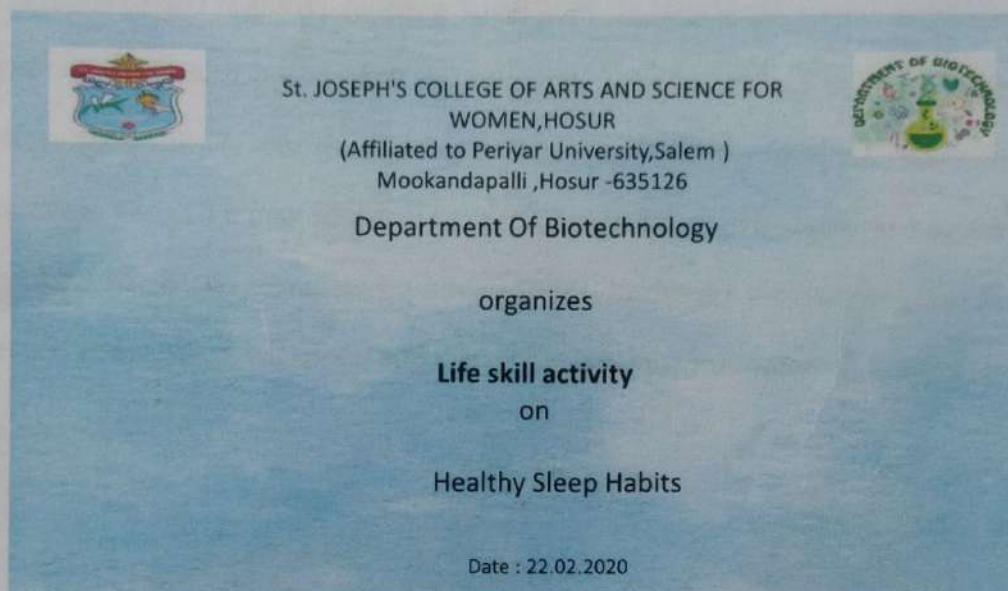 St. JOSEPH'S COLLEGE OF ARTS AND SCIENCE FOR
WOMEN,HOSUR
(Affiliated to Periyar University,Salem )
Mookandapalli ,Hosur -635126
DEPARTMENT OF BIOTECHNOLOGY
Department Of Biotechnology
organizes
Life skill activity
on
Healthy Sleep Habits
Date : 22.02.2020